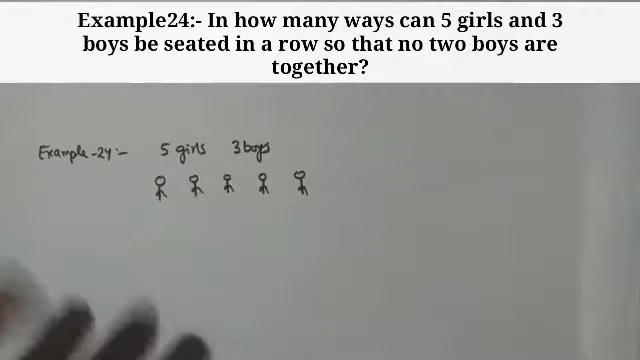 Example24:- In how many ways can 5 girls and 3
boys be seated in a row so that no two boys are
together?
Example-24:- 5 girls 3 boys